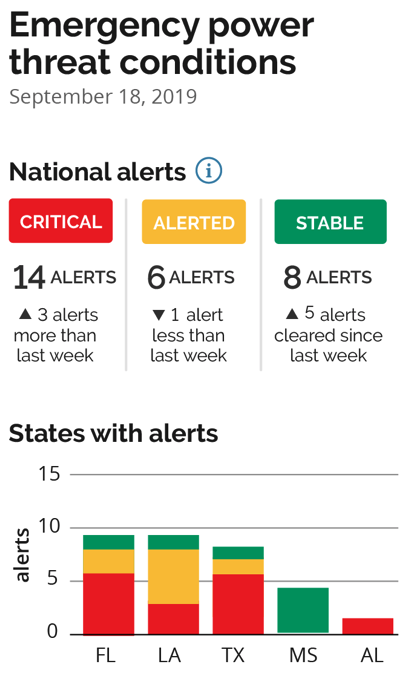 Emergency power
threat conditions
September 18, 2019
National alerts i
CRITICAL
14 ALERTS
▲ 3 alerts
more than
last week
ALERTED
6 ALERTS
▼ 1 alert
less than
last week
STABLE
8 ALERTS
▲ 5 alerts
cleared since
last week
States with alerts
alerts
15
10
5
0
FL LA TX MS AL